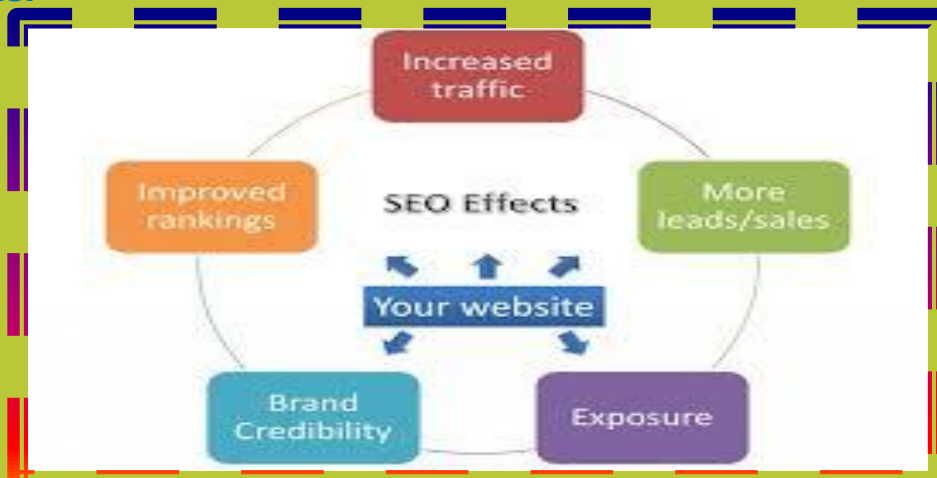 Increased
traffic
Improved
rankings
SEO Effects
More
leads/sales
Your website
Brand
Credibility
Exposure